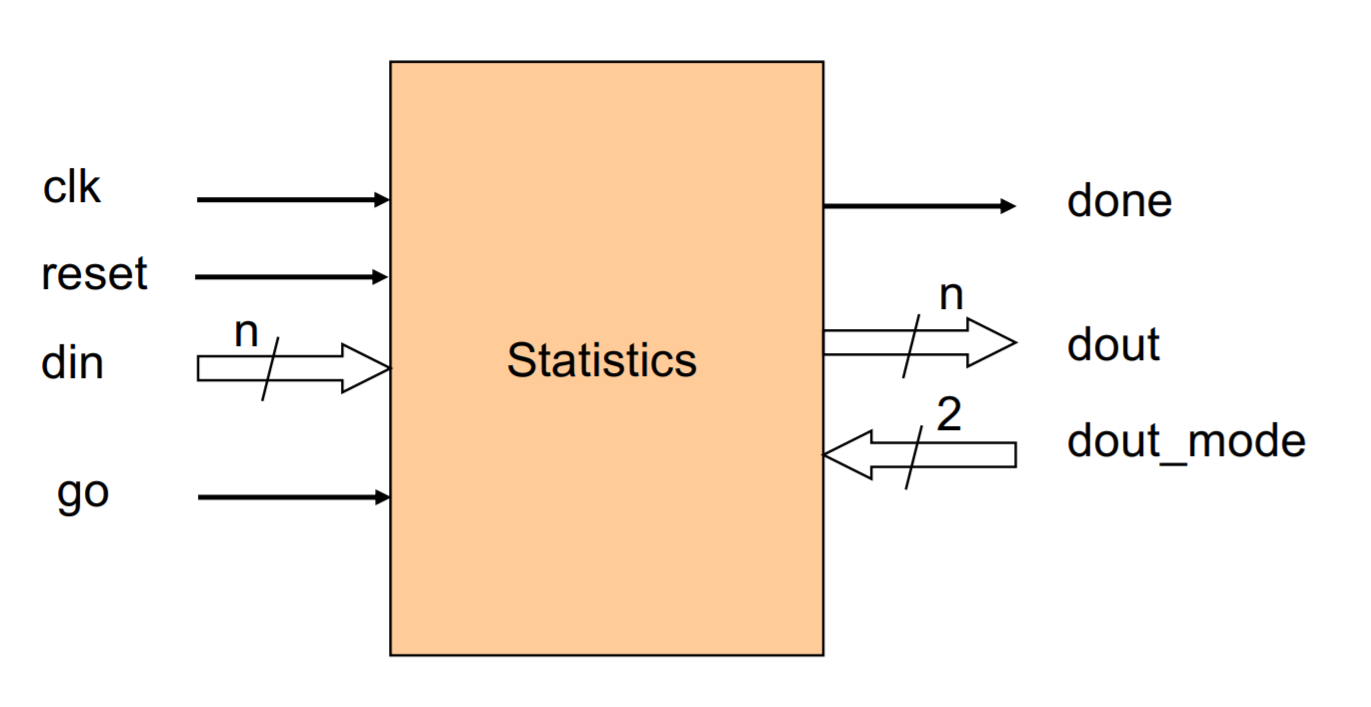 clk
reset
n
din
go
Statistics
done
n
dout
2
dout_mode